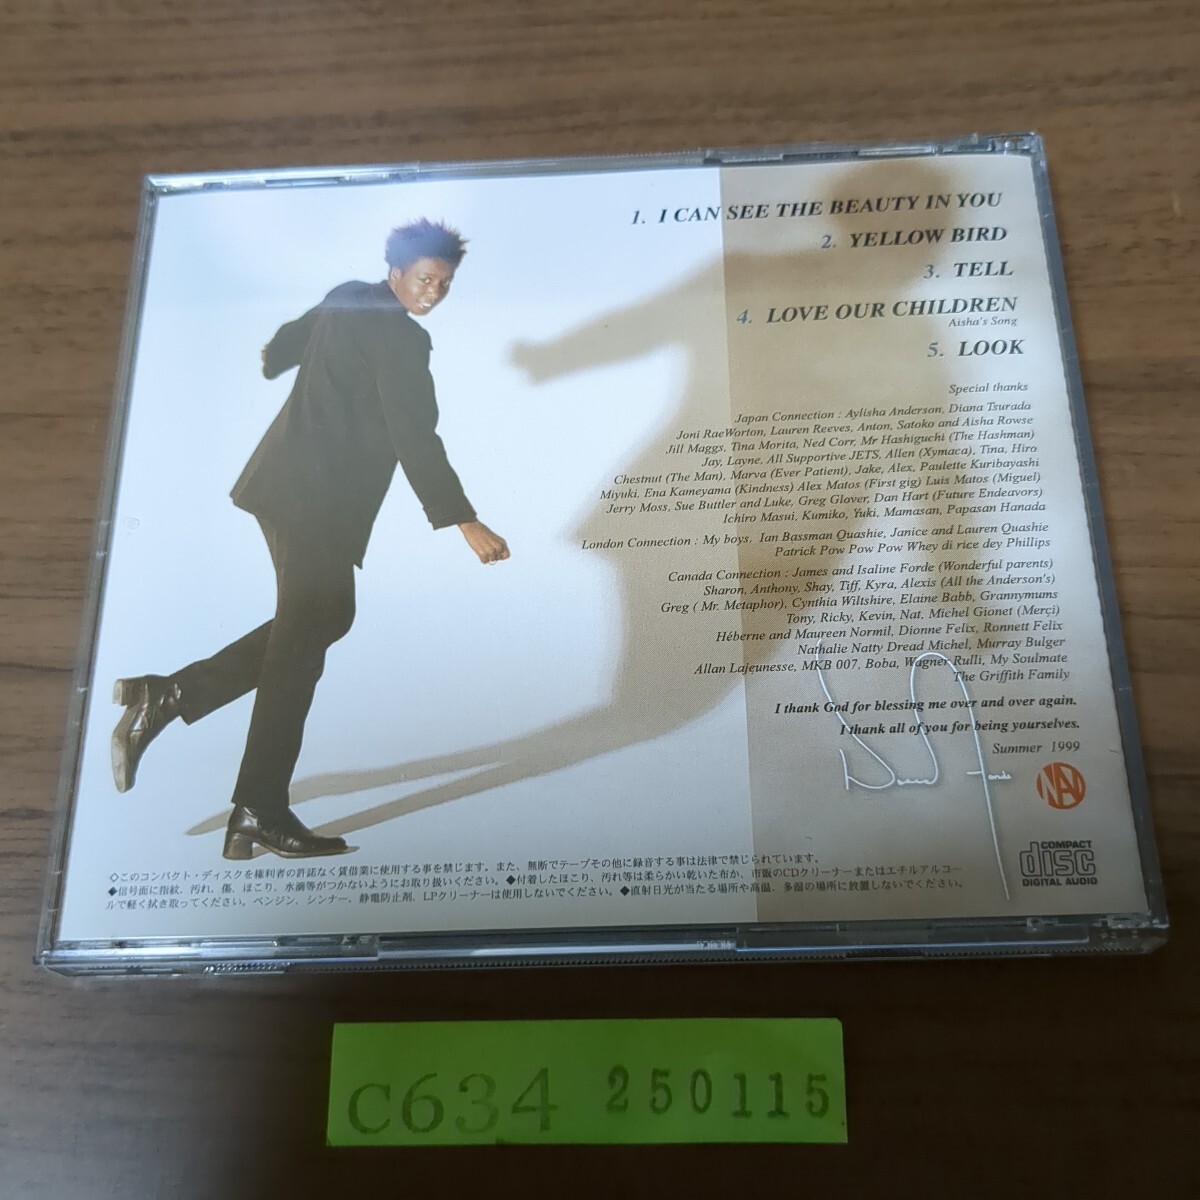 1. I CAN SEE THE BEAUTY IN YOU
2. YELLOW BIRD
3. TELL
4. LOVE OUR CHILDREN
Aisha's Song
5. LOOK
Special thanks
Japan Connection : Aylisha Anderson, Diana Tsurada
Joni RaeWorton, Lauren Reeves, Anton, Satoko and Aisha Rowse
Jill Maggs, Tina Morita, Ned Corr, Mr Hashiguchi (The Hashman)
Jay, Layne, All Supportive JETS, Allen (Xymaca), Tina, Hiro
Chestnut (The Man), Marva (Ever Patient), Jake, Alex, Paulette Kuribayashi
Miyuki, Ena Kameyama (Kindness) Alex Matos (First gig) Luis Matos (Miguel)
Jerry Moss, Sue Buttler and Luke, Greg Glover, Dan Hart (Future Endeavors)
Ichiro Masui, Kumiko, Yuki, Mamasan, Papasan Hanada
London Connection : My boys, Ian Bassman Quashie, Janice and Lauren Quashie
Patrick Pow Pow Pow Whey di rice dey Phillips
Canada Connection : James and Isaline Forde (Wonderful parents)
Sharon, Anthony, Shay, Tiff, Kyra, Alexis (All the Anderson's)
Greg ( Mr. Metaphor), Cynthia Wiltshire, Elaine Babb, Grannymums
Tony, Ricky, Kevin, Nat, Michel Gionet (Merçi)
Héberne and Maureen Normil, Dionne Felix, Ronnett Felix
Nathalie Natty Dread Michel, Murray Bulger
Allan Lajeunesse, MKB 007, Boba, Wagner Rulli, My Soulmate
The Griffith Family
I thank God for blessing me over and over again.
I thank all of you for being yourselves.
Summer 1999
NAV
COMPACT
disc
DIGITAL AUDIO
◇このコンパクト・ディスクを権利者の許諾なく賃借業に使用する事を禁じます。また、無断でテープその他に録音する事は法律で禁じられています。
◆信号面に指紋、汚れ、傷、ほこり、水滴等がつかないようにお取り扱いください。◆付着したほこり、汚れ等は柔らかい乾いた布か、市販のCDクリーナーまたはエチルアルコー
ルで軽く拭き取ってください。ベンジン、シンナー、静電防止剤、LPクリーナーは使用しないでください。◆直射日光が当たる場所や高温、多湿の場所に放置しないでください。
C634 250115